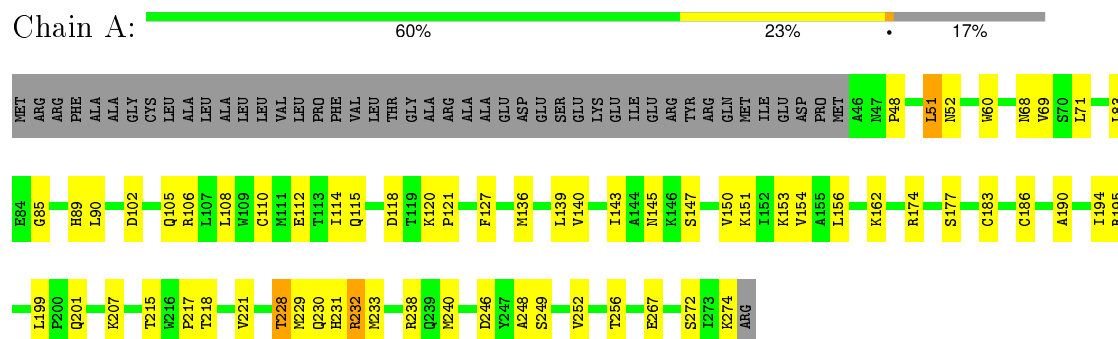 Chain A:
60% 23% • 17%
MET ARG ARG PHE ALA ALA GLY CYS LEU ALA LEU ALA LEU LEU VAL LEU PRO PHE VAL LEU THR GLY ALA ARG ALA ALA GLU ASP GLU SER GLU LYS GLU ILE GLU ARG TYR ARG GLN MET ILE GLU ASP PRO MET A46 N47 P48 L51 N52 W60 N68 V69 S70 L71
E84 G85 H89 L90 D102 Q105 R106 L107 L108 W109 C110 M111 E112 T113 I114 Q115 D118 T119 K120 P121 F127 M136 L139 V140 I143 A144 N145 K146 S147 V150 K151 I152 K153 V154 A155 L156 K162 R174 S177 C183 C186 A190 I194
L199 P200 Q201 K207 T215 W216 P217 T218 V221 T228 M229 Q230 H231 R232 M233 R238 Q239 M240 D246 Y247 A248 S249 V252 T256 E267 S272 I273 K274 ARG